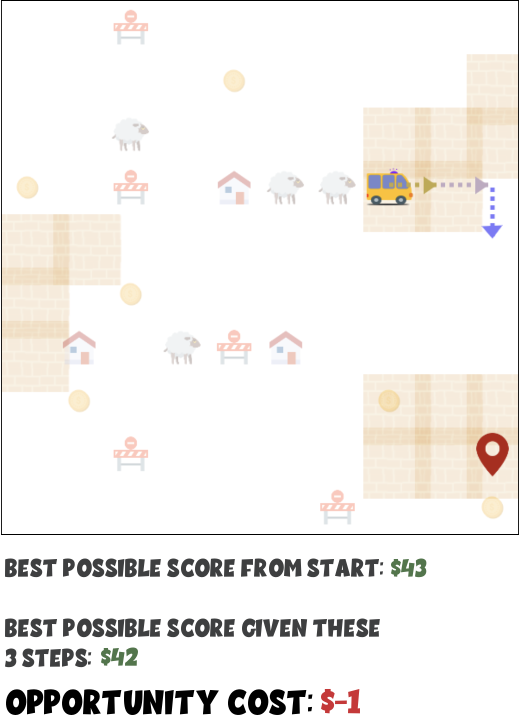 BEST POSSIBLE SCORE FROM START: $43
BEST POSSIBLE SCORE GIVEN THESE
3 STEPS: $42
OPPORTUNITY COST: $-1